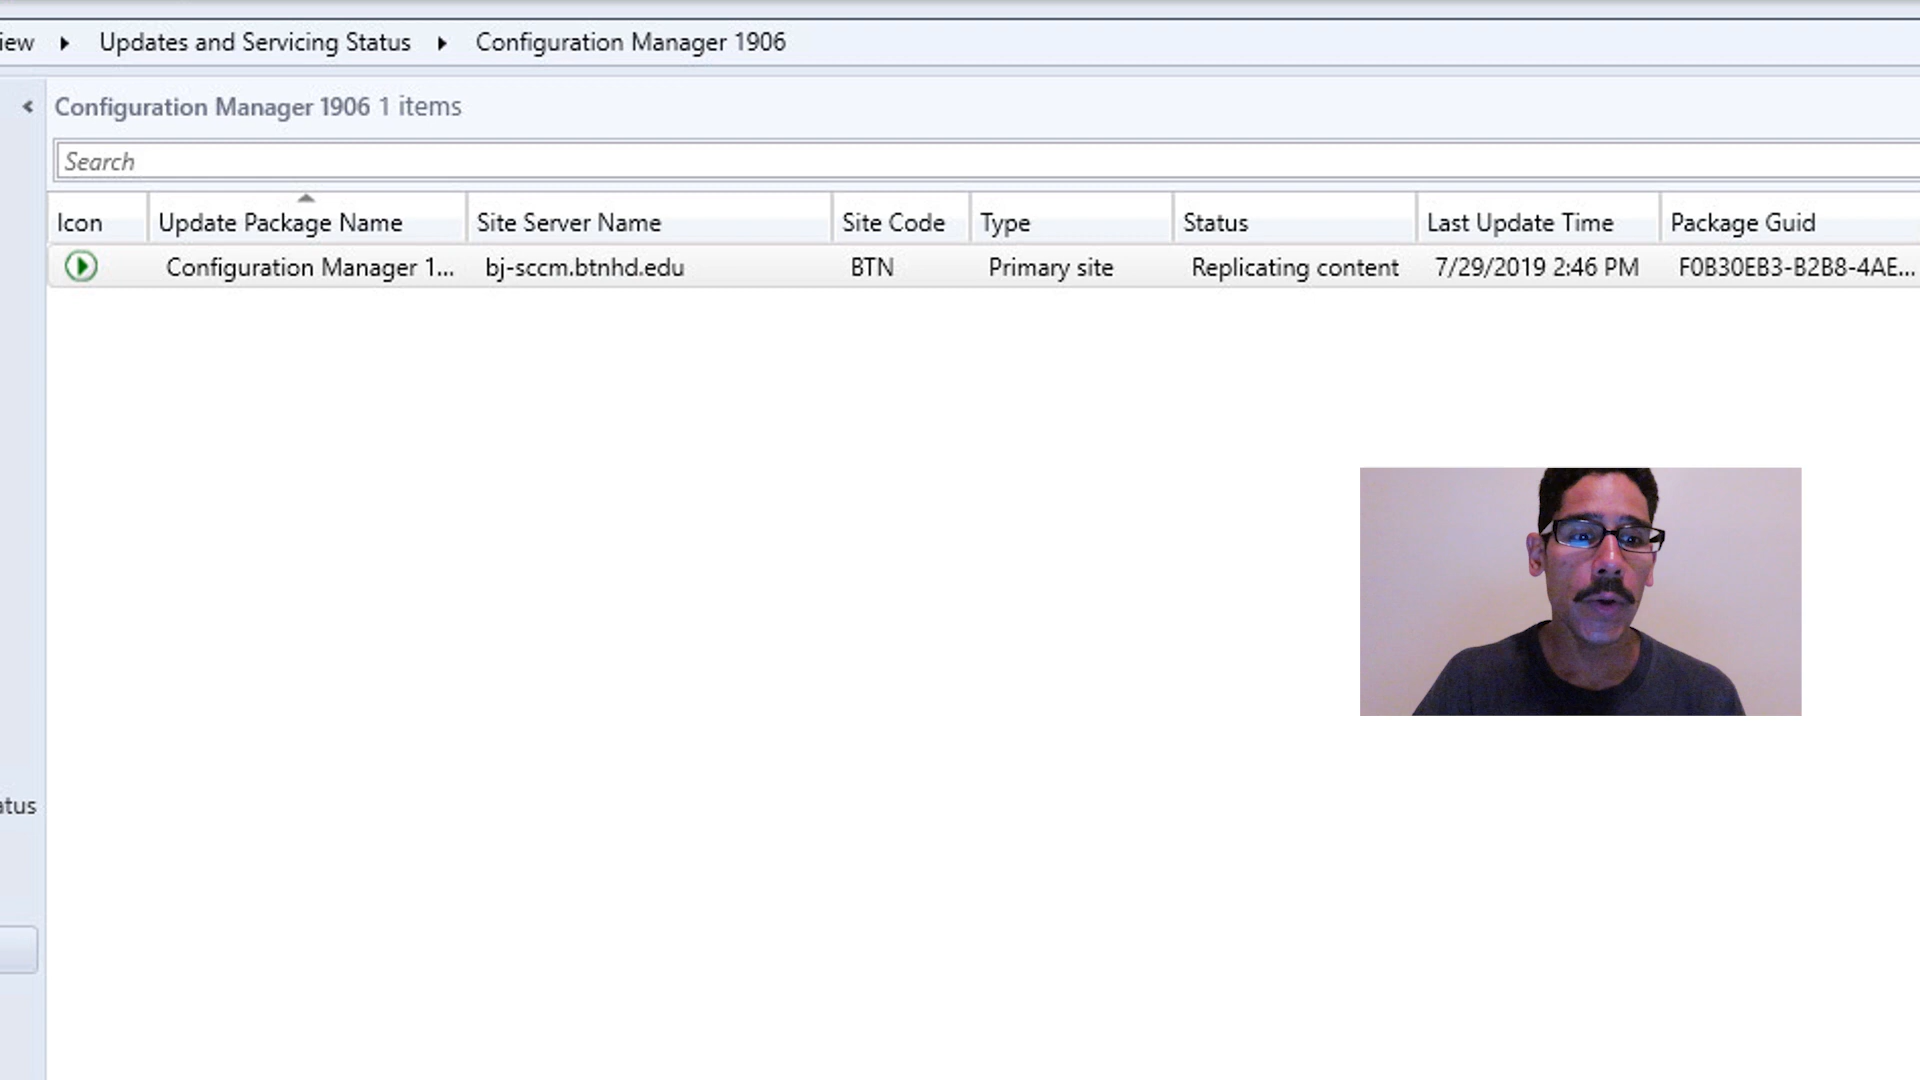 iew ▸ Updates and Servicing Status ▸ Configuration Manager 1906
Configuration Manager 1906 1 items
Search
Icon Update Package Name Site Server Name Site Code Type Status Last Update Time Package Guid
Configuration Manager 1... bj-sccm.btnhd.edu BTN Primary site Replicating content 7/29/2019 2:46 PM F0B30EB3-B2B8-4AE...
atus